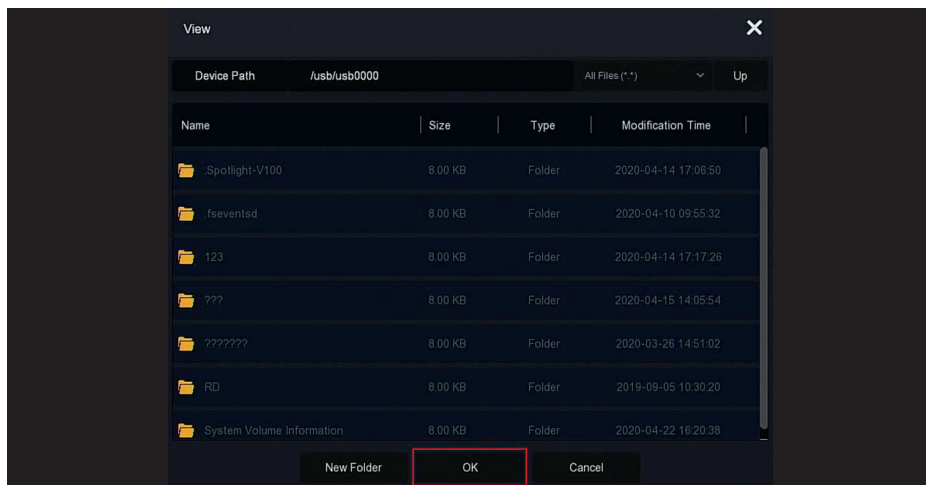 View
Device Path /usb/usb0000 All Files (*.*) Up
Name Size Type Modification Time
.Spotlight-V100 8.00 KB Folder 2020-04-14 17:06:50
.fseventsd 8.00 KB Folder 2020-04-10 09:55:32
123 8.00 KB Folder 2020-04-14 17:17:26
??? 8.00 KB Folder 2020-04-15 14:05:54
??????? 8.00 KB Folder 2020-03-26 14:51:02
RD 8.00 KB Folder 2019-09-05 10:30:20
System Volume Information 8.00 KB Folder 2020-04-22 16:20:38
New Folder OK Cancel